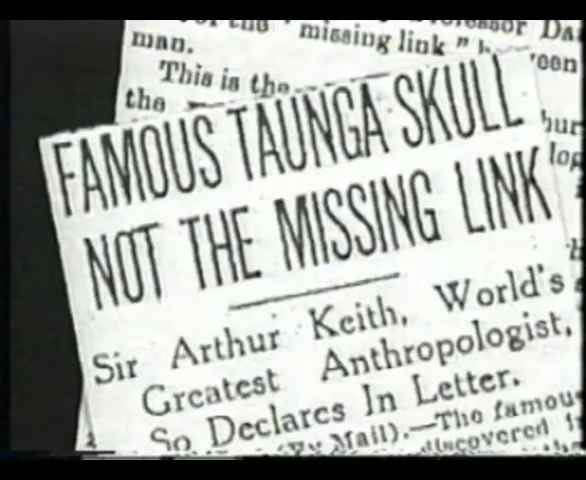 the " missing link " b
man.
This is the
the
FAMOUS TAUNGA SKULL
NOT THE MISSING LINK
Sir Arthur Keith, World's
Greatest Anthropologist,
So Declares In Letter.
(By Mail).—The famous
discovered